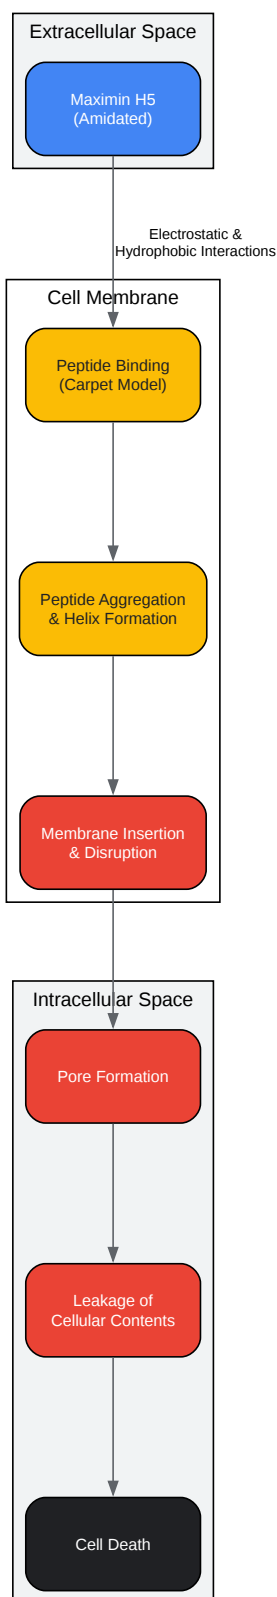 Extracellular Space
Maximin H5
(Amidated)
Electrostatic &
Hydrophobic Interactions
Cell Membrane
Peptide Binding
(Carpet Model)
Peptide Aggregation
& Helix Formation
Membrane Insertion
& Disruption
Intracellular Space
Pore Formation
Leakage of
Cellular Contents
Cell Death